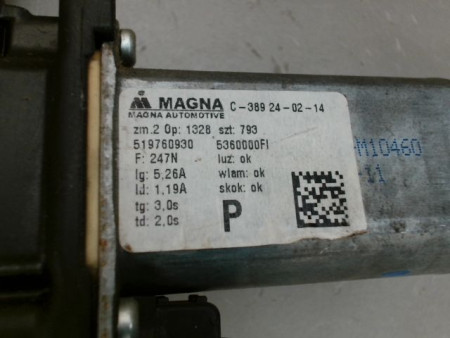 MAGNA C-389 24-02-14
MAGNA AUTOMOTIVE
zm.2 Op: 1328 szt: 793
519760930 5360000FI
F: 247N luz: ok
Ig: 5,26A wlam: ok
Id: 1,19A skok: ok
tg: 3,0s
td: 2,0s
P
M10460